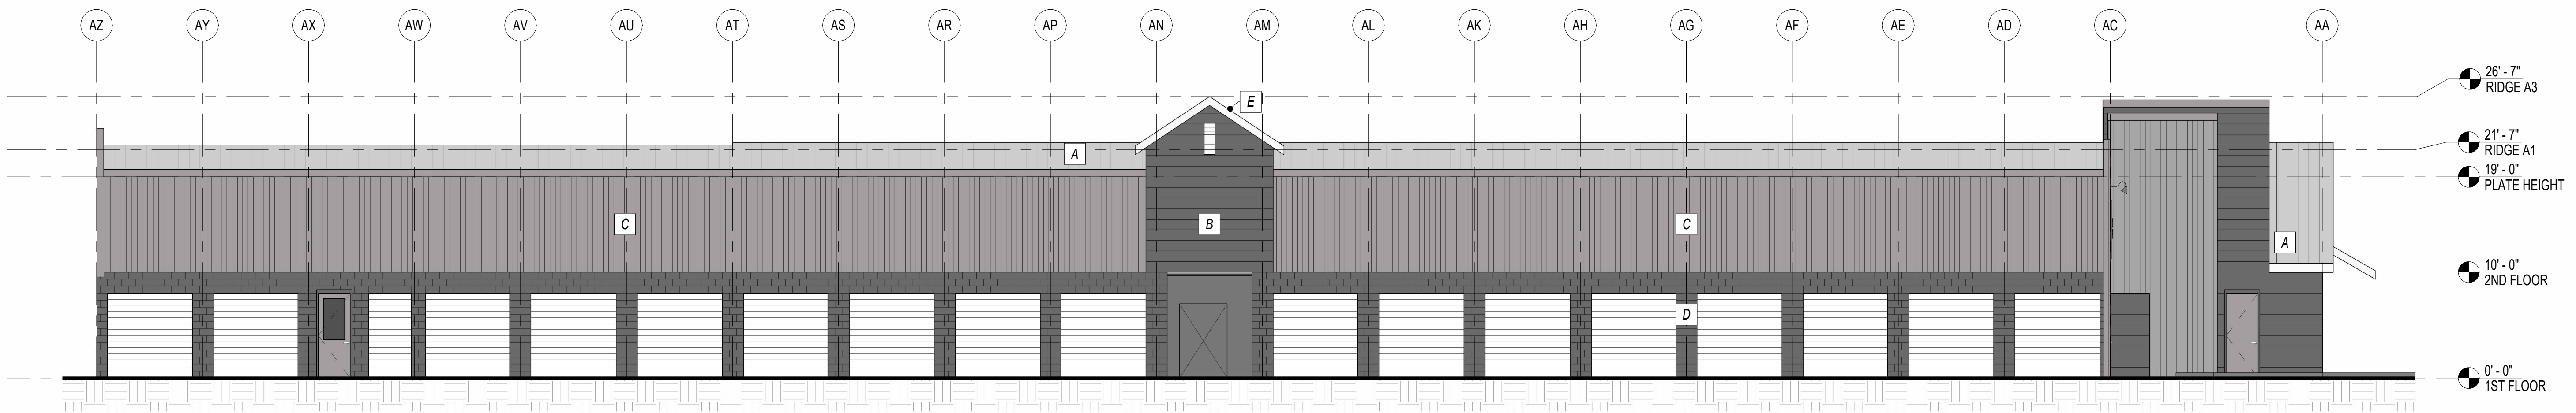 AZ AY AX AW AV AU AT AS AR AP AN AM AL AK AH AG AF AE AD AC AA
26' - 7"
RIDGE A3
E
21' - 7"
RIDGE A1
A
19' - 0"
PLATE HEIGHT
C B C
A
10' - 0"
2ND FLOOR
D
0' - 0"
1ST FLOOR